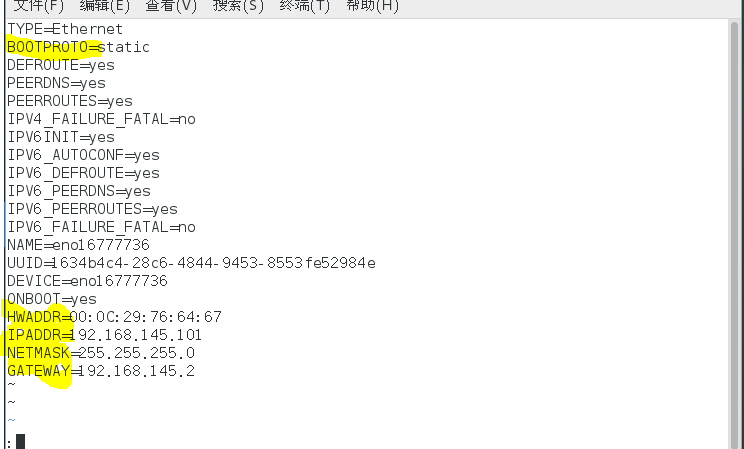 文件(F) 编辑(E) 查看(V) 搜索(S) 终端(T) 帮助(H)
TYPE=Ethernet
BOOTPROTO=static
DEFROUTE=yes
PEERDNS=yes
PEERROUTES=yes
IPV4_FAILURE_FATAL=no
IPV6INIT=yes
IPV6_AUTOCONF=yes
IPV6_DEFROUTE=yes
IPV6_PEERDNS=yes
IPV6_PEERROUTES=yes
IPV6_FAILURE_FATAL=no
NAME=eno16777736
UUID=1634b4c4-28c6-4844-9453-8553fe52984e
DEVICE=eno16777736
ONBOOT=yes
HWADDR=00:0C:29:76:64:67
IPADDR=192.168.145.101
NETMASK=255.255.255.0
GATEWAY=192.168.145.2
~
~
~
: